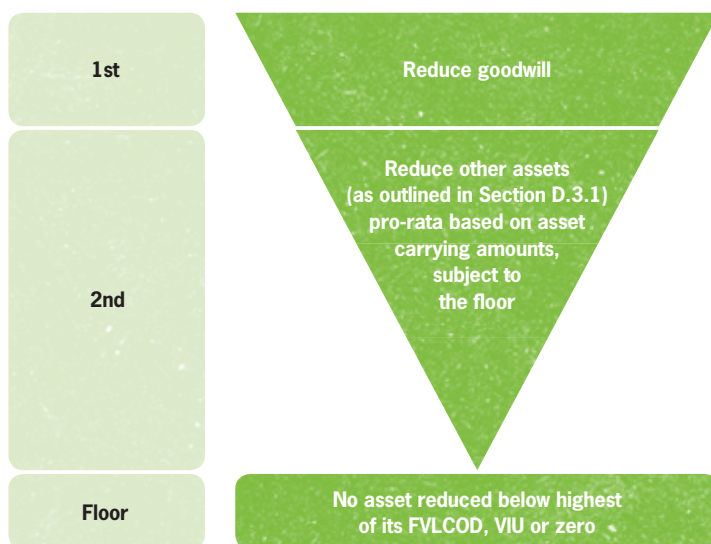 1st
Reduce goodwill
2nd
Reduce other assets
(as outlined in Section D.3.1)
pro-rata based on asset
carrying amounts,
subject to
the floor
Floor
No asset reduced below highest
of its FVLCOD, VIU or zero